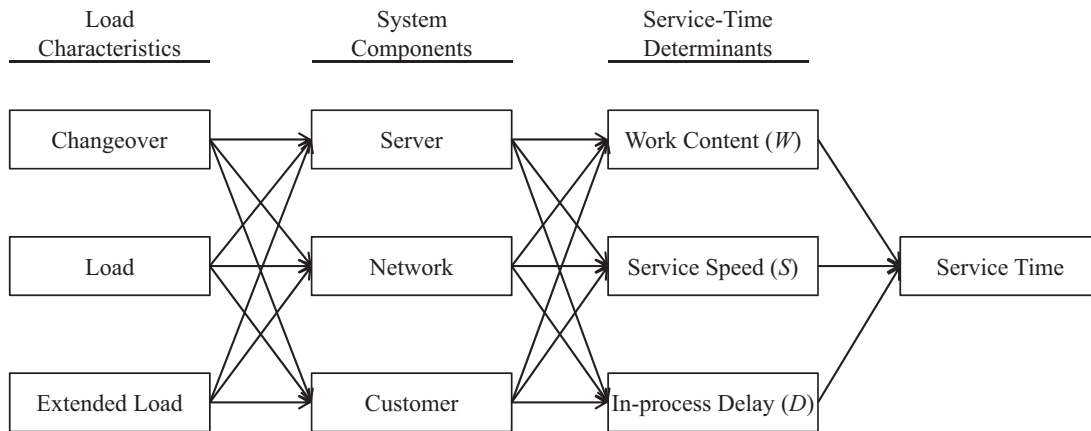 Load
Characteristics
System
Components
Service-Time
Determinants
Changeover
Server
Work Content (W)
Load
Network
Service Speed (S)
Service Time
Extended Load
Customer
In-process Delay (D)